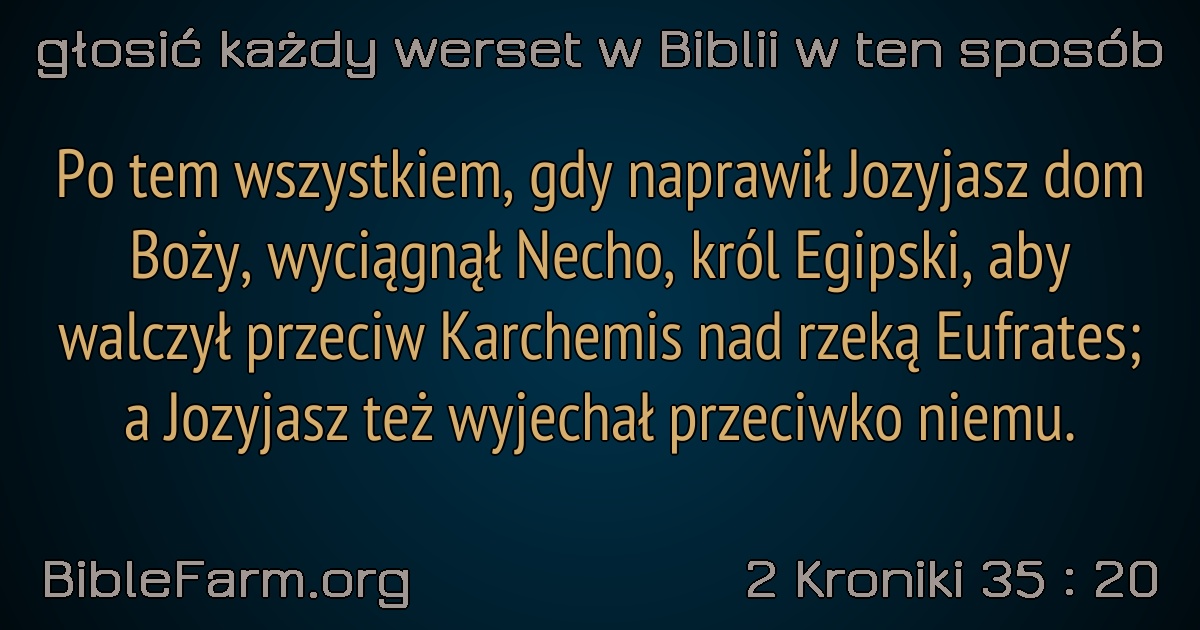 głosić każdy werset w Biblii w ten sposób
Po tem wszystkiem, gdy naprawił Jozyjasz dom
Boży, wyciągnął Necho, król Egipski, aby
walczył przeciw Karchemis nad rzeką Eufrates;
a Jozyjasz też wyjechał przeciwko niemu.
BibleFarm.org
2 Kroniki 35 : 20